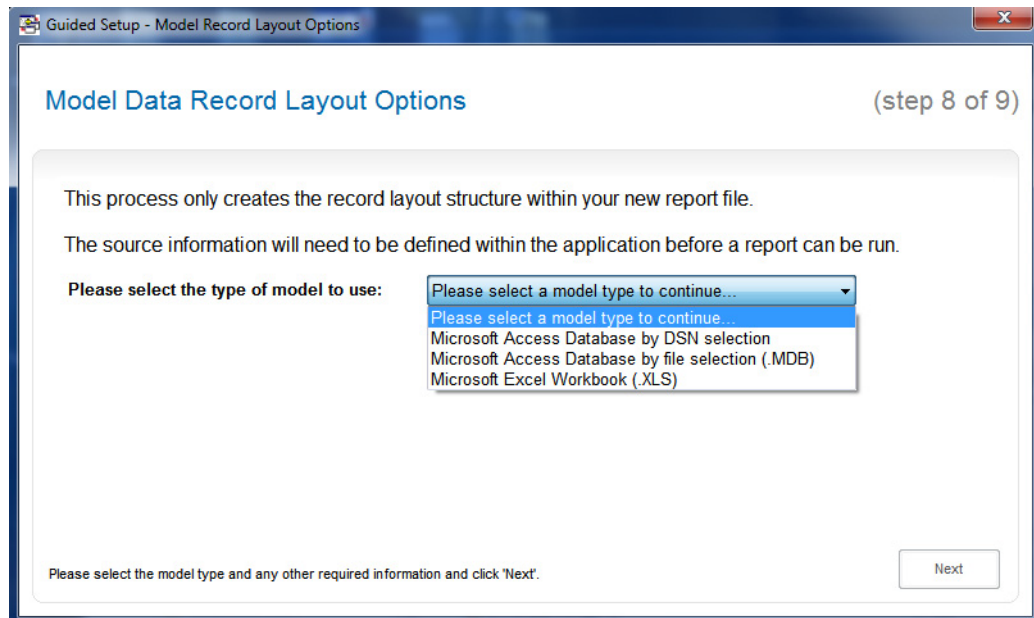 Guided Setup - Model Record Layout Options
Model Data Record Layout Options
(step 8 of 9)
This process only creates the record layout structure within your new report file.
The source information will need to be defined within the application before a report can be run.
Please select the type of model to use:
Please select a model type to continue...
Please select a model type to continue...
Microsoft Access Database by DSN selection
Microsoft Access Database by file selection (.MDB)
Microsoft Excel Workbook (.XLS)
Please select the model type and any other required information and click 'Next'.
Next